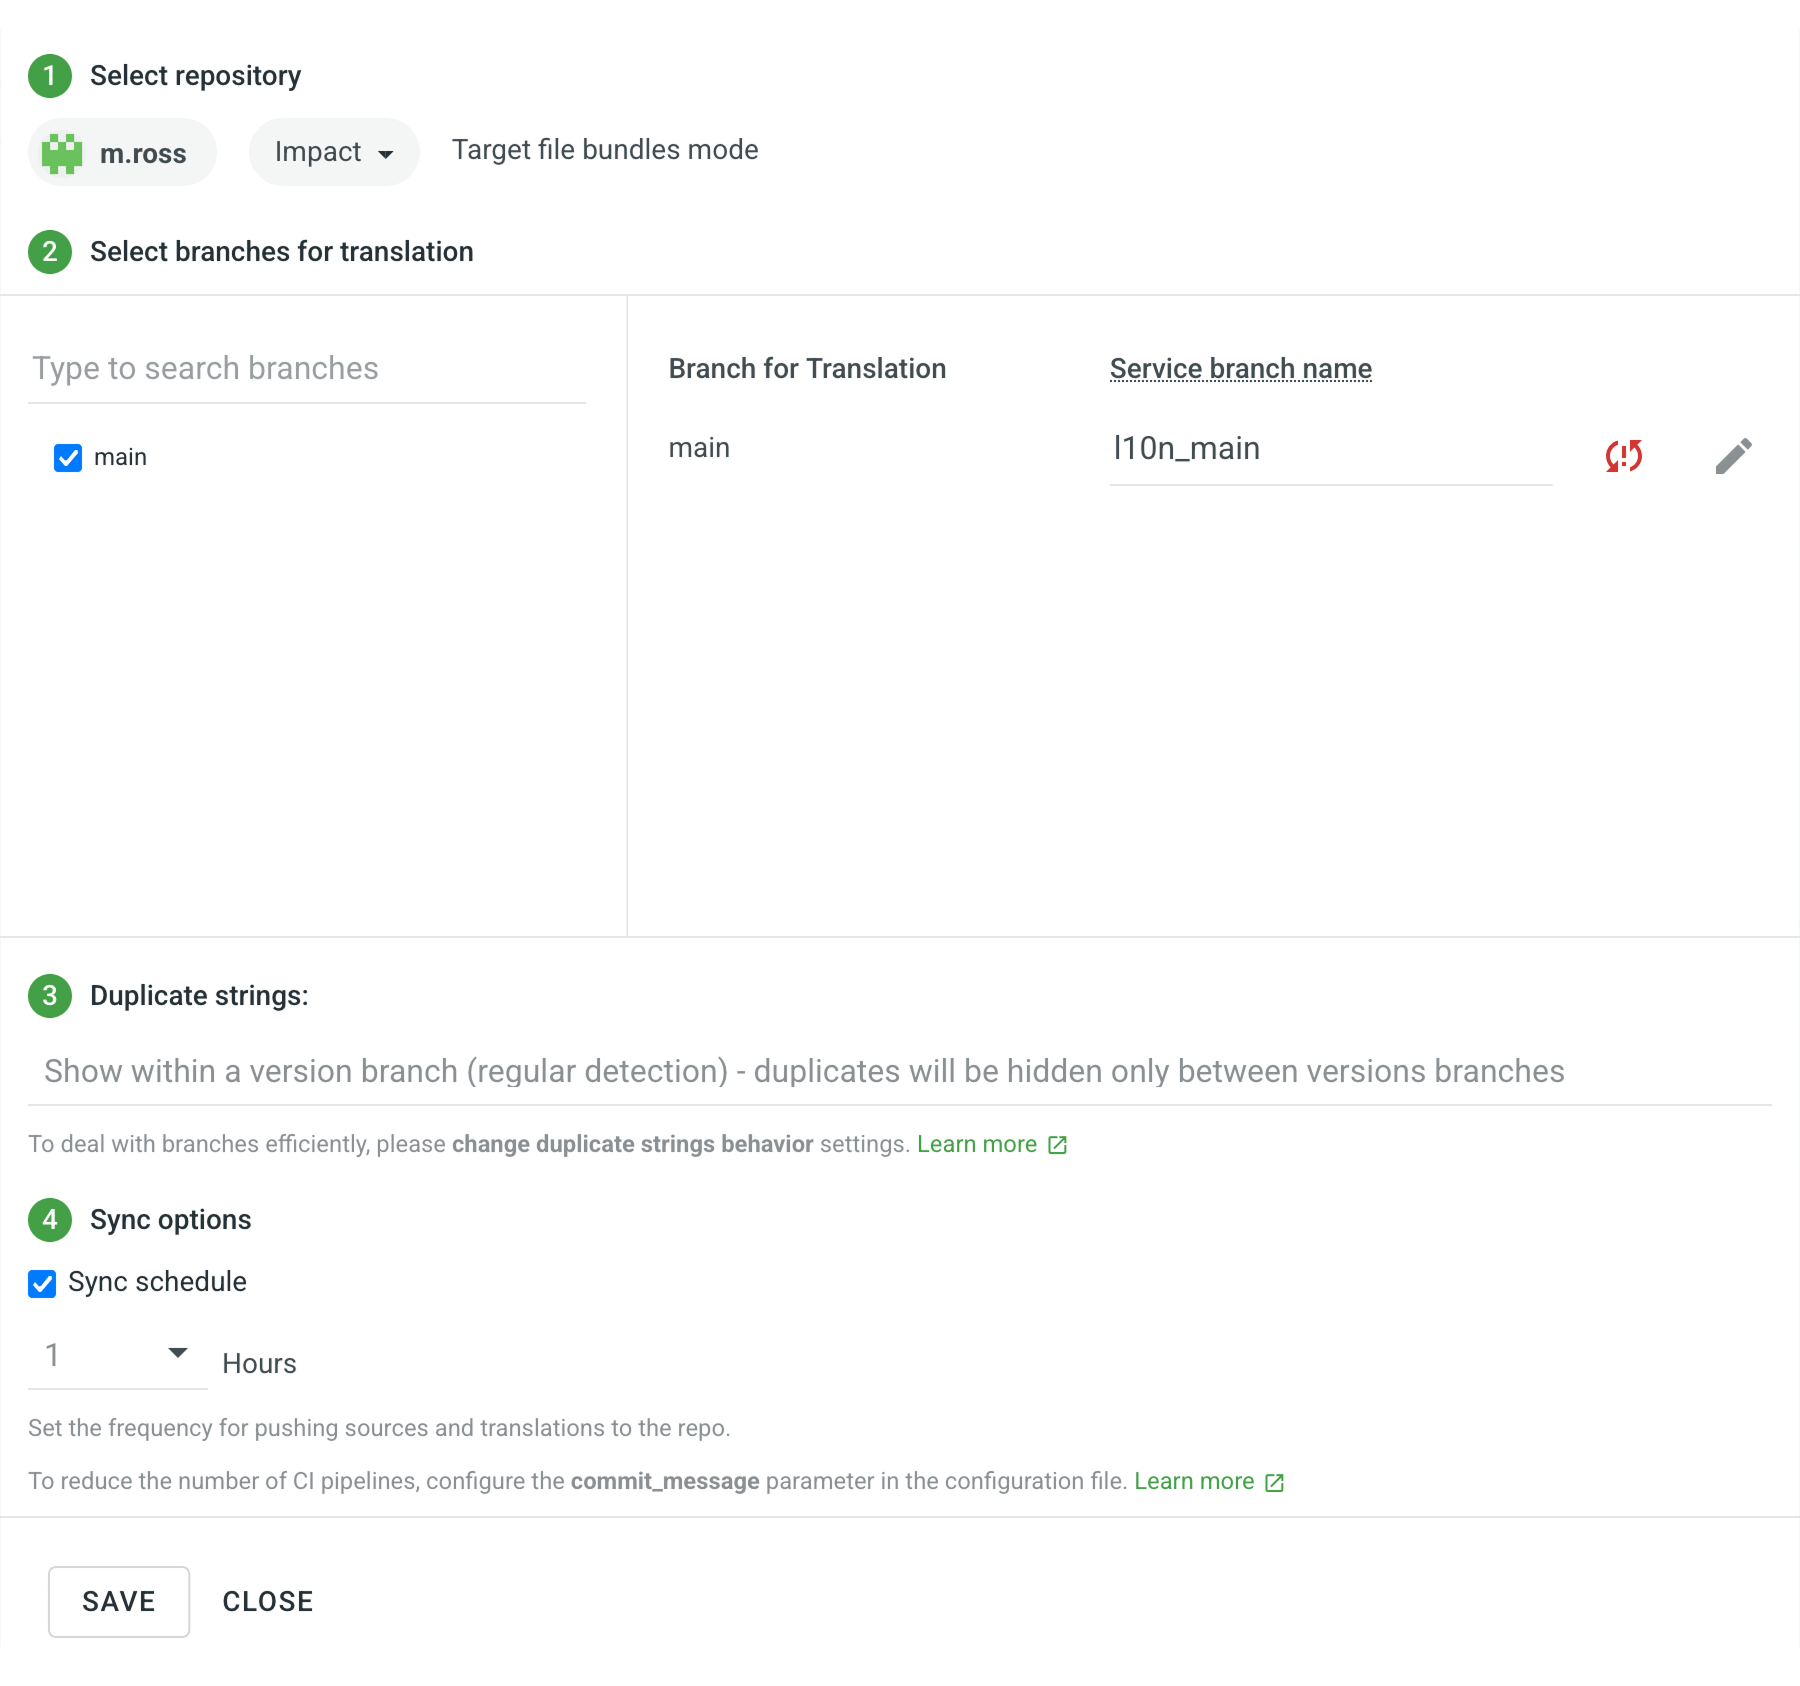 1 Select repository
m.ross Impact Target file bundles mode
2 Select branches for translation
Type to search branches
main
Branch for Translation Service branch name
main l10n_main
3 Duplicate strings:
Show within a version branch (regular detection) - duplicates will be hidden only between versions branches
To deal with branches efficiently, please change duplicate strings behavior settings. Learn more
4 Sync options
Sync schedule
1 Hours
Set the frequency for pushing sources and translations to the repo.
To reduce the number of CI pipelines, configure the commit_message parameter in the configuration file. Learn more
SAVE CLOSE